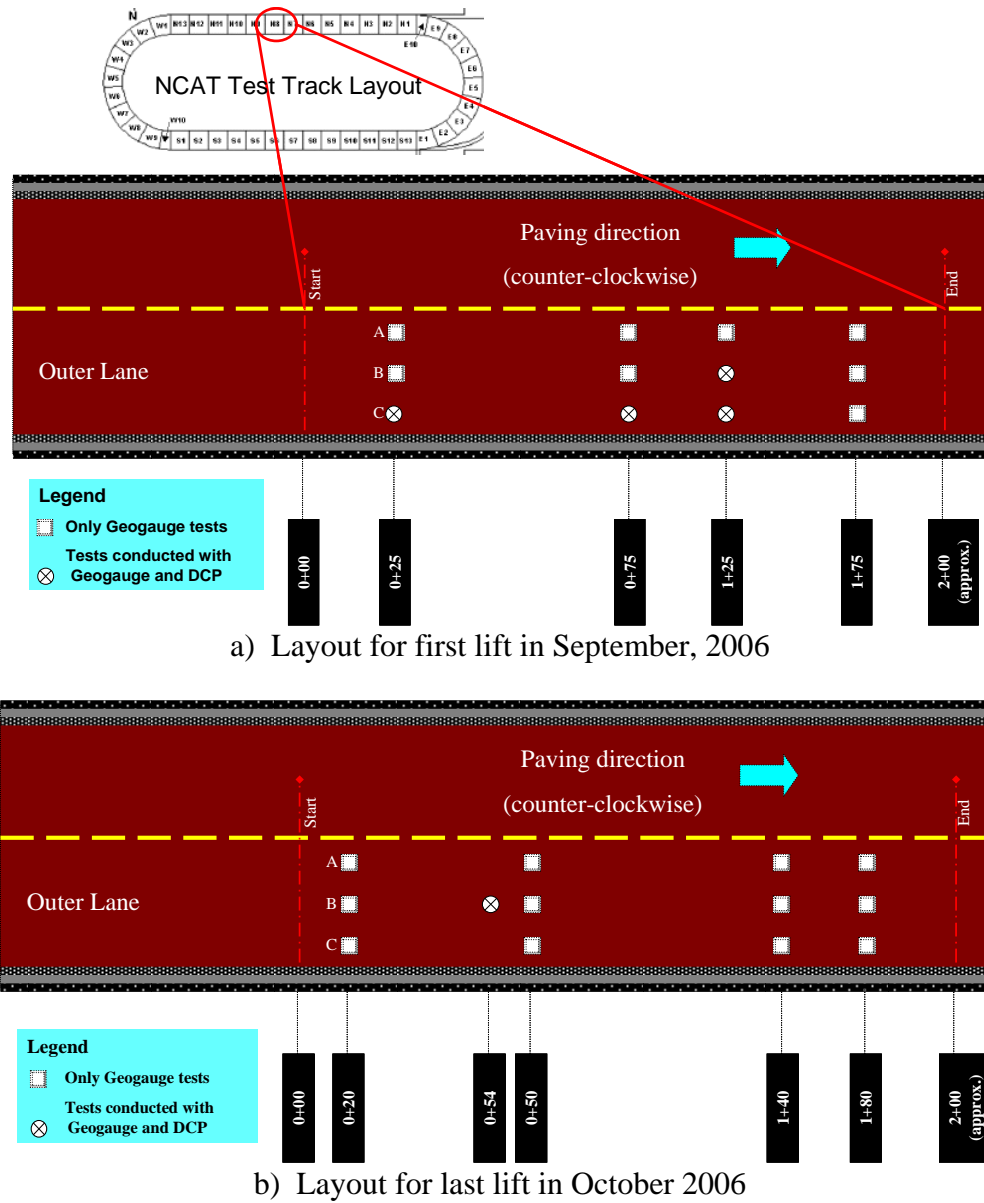 N
W1 N13 N12 N11 N10 N9 N8 N7 N6 N5 N4 N3 N2 N1
E10
E9
E8
E7
E6
E5
E4
E3
E2
E1
W2
W3
W4
W5
W6
W7
W8
W9
W10
NCAT Test Track Layout
S1 S2 S3 S4 S5 S6 S7 S8 S9 S10 S11 S12 S13
Paving direction
(counter-clockwise)
Start
End
A
B
C
Outer Lane
Legend
Only Geogauge tests
Tests conducted with
Geogauge and DCP
0+00
0+25
0+75
1+25
1+75
2+00
(approx.)
a) Layout for first lift in September, 2006
Paving direction
(counter-clockwise)
Start
End
A
B
C
Outer Lane
Legend
Only Geogauge tests
Tests conducted with
Geogauge and DCP
0+00
0+20
0+54
0+50
1+40
1+80
2+00
(approx.)
b) Layout for last lift in October 2006